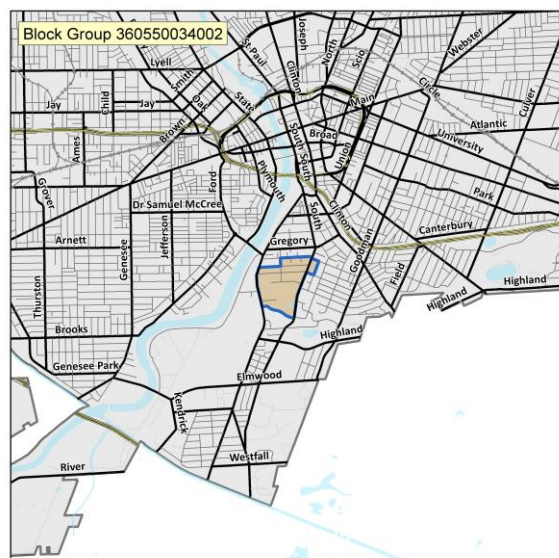 Block Group 360550034002
Lyell
Smith
St Paul
Joseph
Clinton
North
Scio
Webster
Jay
Child
Jay
Oak
State
Main
Circle
Culver
Brown
Ames
Broad
South
South
Union
University
Atlantic
Grover
Ford
Plymouth
Clinton
Park
Dr Samuel McCree
South
Goodman
Canterbury
Arnett
Genesee
Jefferson
Gregory
Field
Highland
Highland
Thurston
Brooks
Highland
Genesee Park
Elmwood
Kendrick
River
Westfall